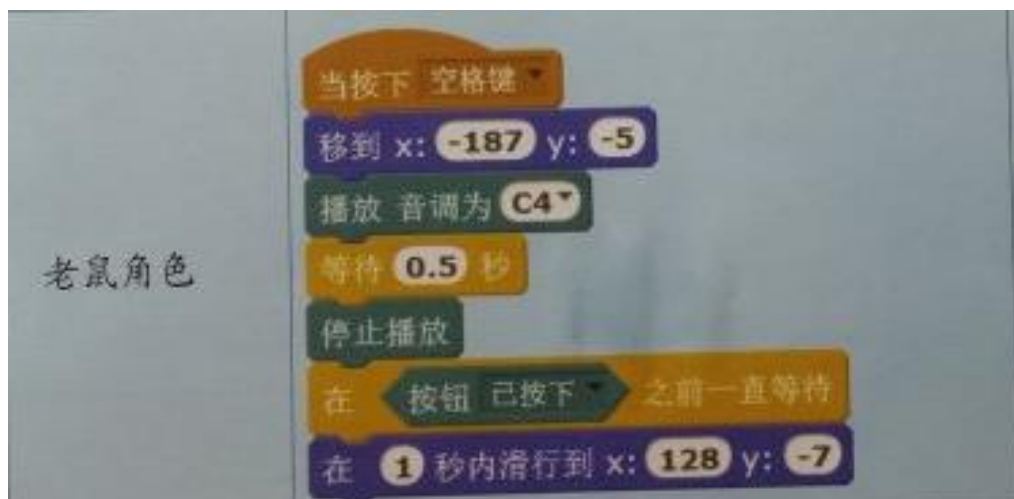 当按下 空格键
移到 x: -187 y: -5
播放 音调为 C4
等待 0.5 秒
老鼠角色
停止播放
在 按钮 已按下 之前一直等待
在 1 秒内滑行到 x: 128 y: -7